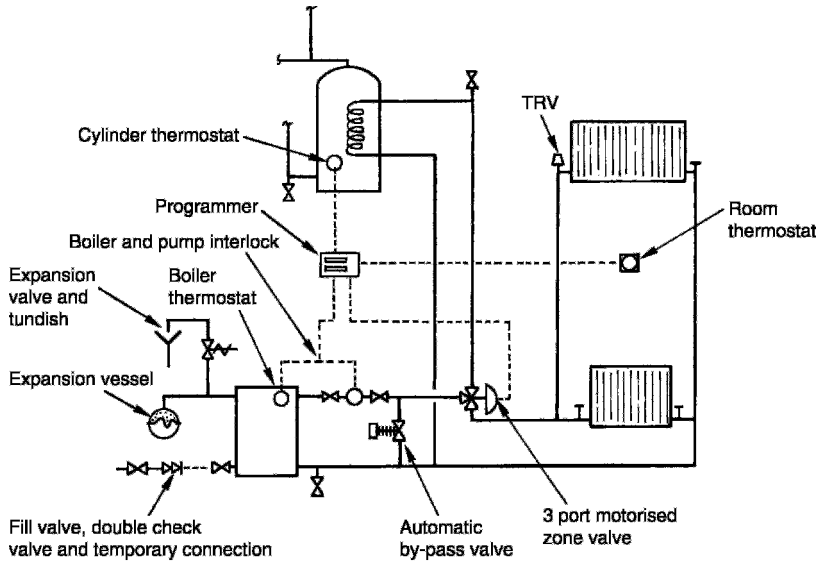 TRV
Cylinder thermostat
Programmer
Boiler and pump interlock
Room
thermostat
Boiler
thermostat
Expansion
valve and
tundish
Expansion vessel
Fill valve, double check
valve and temporary connection
Automatic
by-pass valve
3 port motorised
zone valve